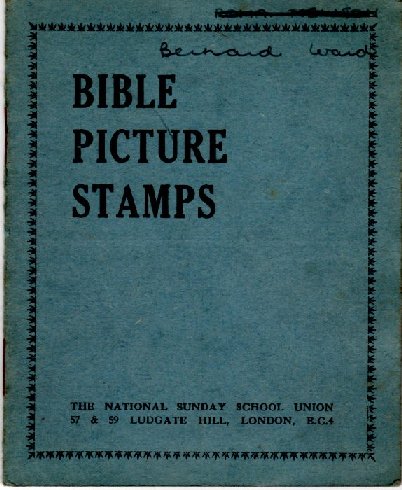 Bernard Ward
BIBLE
PICTURE
STAMPS
THE NATIONAL SUNDAY SCHOOL UNION
57 & 59 LUDGATE HILL, LONDON, E.C.4